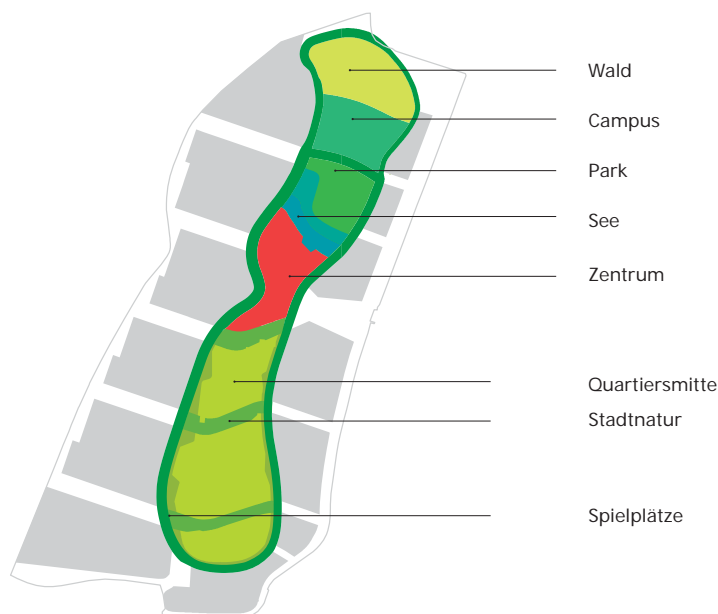 Wald
Campus
Park
See
Zentrum
Quartiersmitte
Stadtnatur
Spielplätze